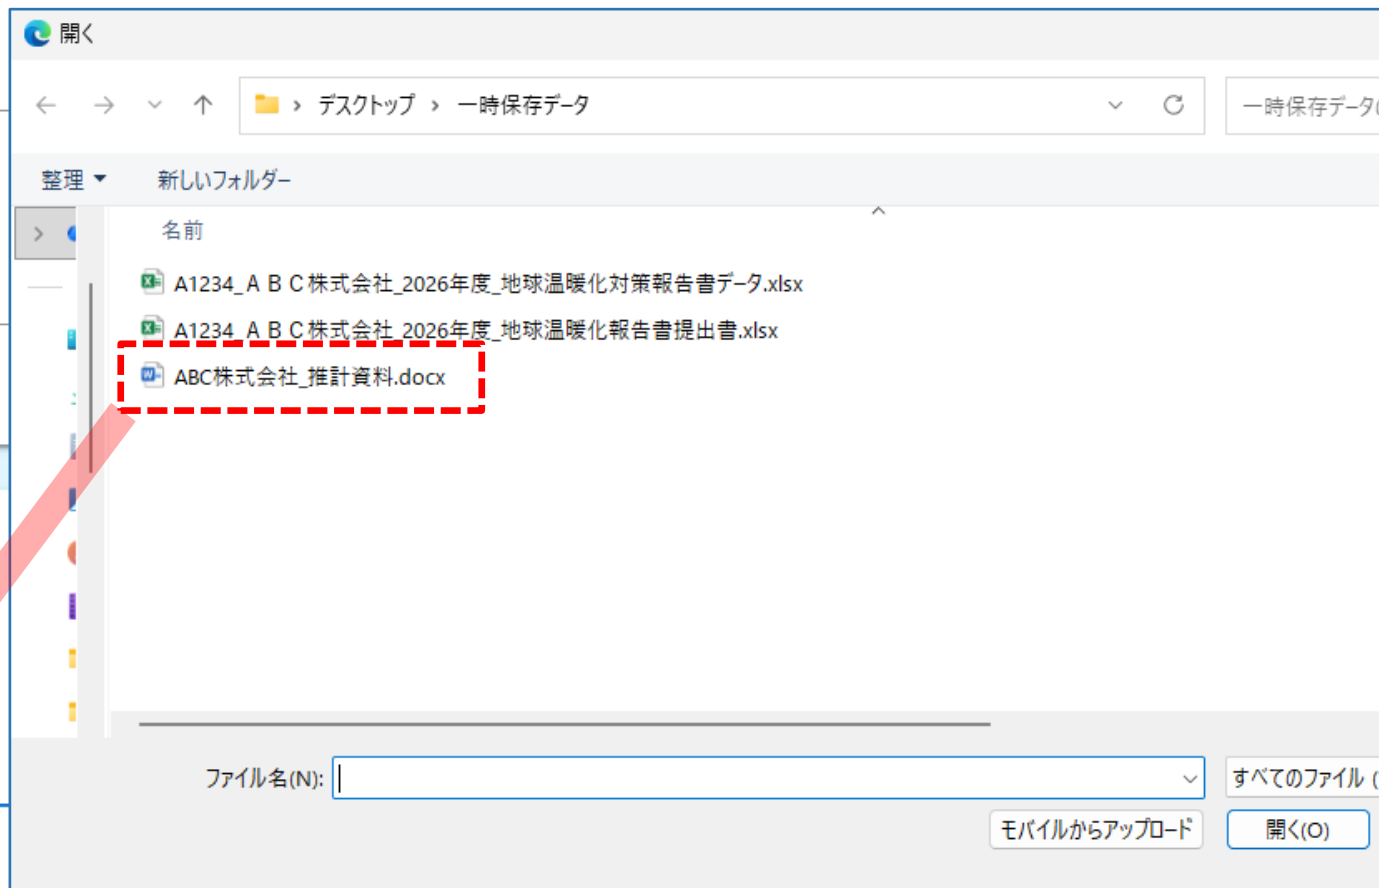 開く
デスクトップ › 一時保存データ
一時保存データ
整理
新しいフォルダー
名前
A1234_ＡＢＣ株式会社_2026年度_地球温暖化対策報告書データ.xlsx
A1234_ＡＢＣ株式会社_2026年度_地球温暖化報告書提出書.xlsx
ABC株式会社_推計資料.docx
ファイル名(N):
すべてのファイル (
モバイルからアップロード
開く(O)